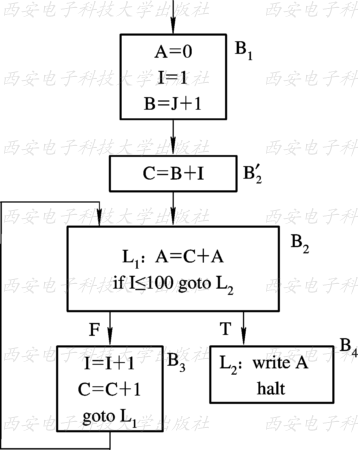 A=0
I=1
B=J+1
B₁
C=B+I
B₂′
L₁：A=C+A
if I≤100 goto L₂
B₂
F
T
I=I+1
C=C+1
goto L₁
B₃
L₂：write A
halt
B₄
西安电子科技大学出版社